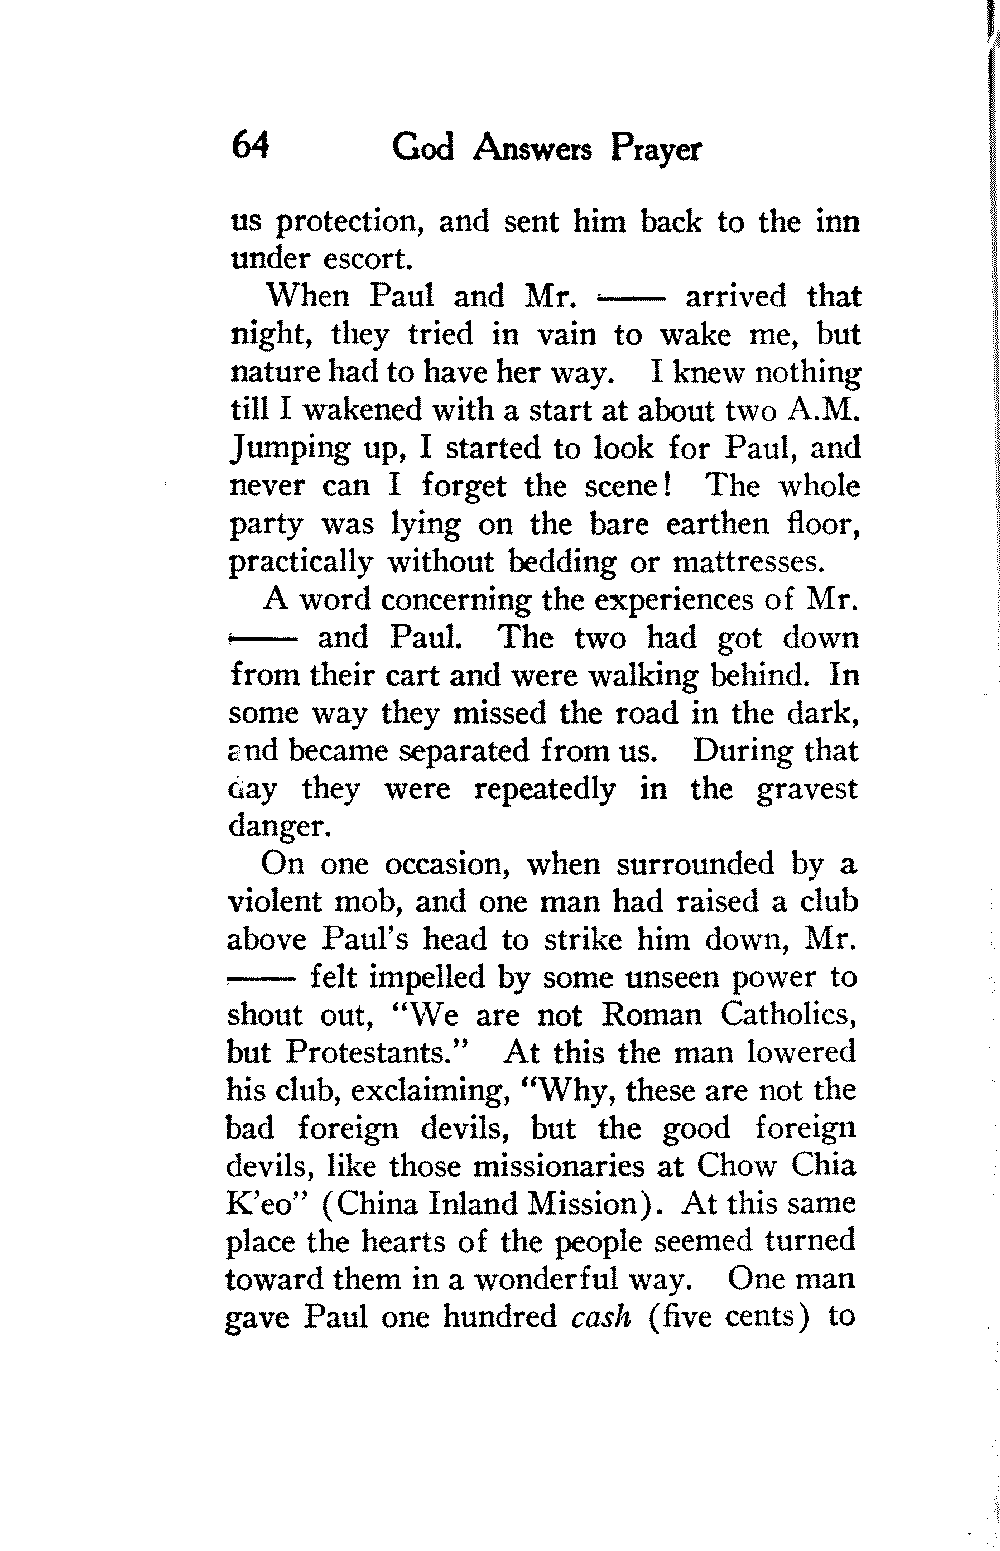 64 God Answers Prayer
us protection, and sent him back to the inn
under escort.
When Paul and Mr. —— arrived that
night, they tried in vain to wake me, but
nature had to have her way. I knew nothing
till I wakened with a start at about two A.M.
Jumping up, I started to look for Paul, and
never can I forget the scene! The whole
party was lying on the bare earthen floor,
practically without bedding or mattresses.
A word concerning the experiences of Mr.
—— and Paul. The two had got down
from their cart and were walking behind. In
some way they missed the road in the dark,
and became separated from us. During that
day they were repeatedly in the gravest
danger.
On one occasion, when surrounded by a
violent mob, and one man had raised a club
above Paul's head to strike him down, Mr.
—— felt impelled by some unseen power to
shout out, "We are not Roman Catholics,
but Protestants." At this the man lowered
his club, exclaiming, "Why, these are not the
bad foreign devils, but the good foreign
devils, like those missionaries at Chow Chia
K'eo" (China Inland Mission). At this same
place the hearts of the people seemed turned
toward them in a wonderful way. One man
gave Paul one hundred cash (five cents) to